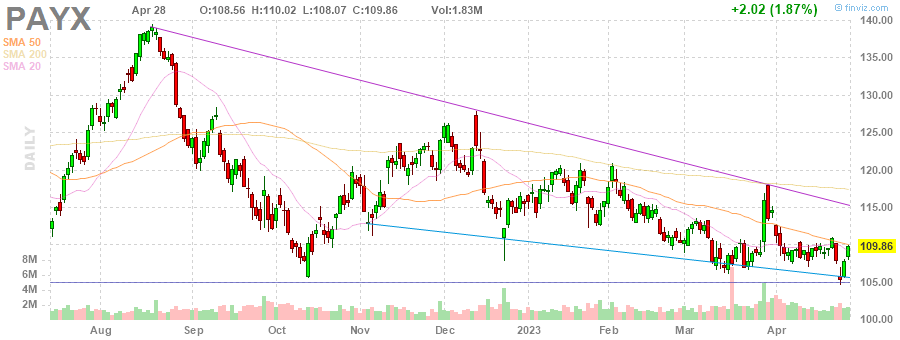 PAYX Apr 28 O:108.56 H:110.02 L:108.07 C:109.86 Vol:1.83M +2.02 (1.87%) © finviz.com
SMA 50
SMA 200
SMA 20
DAILY
140.00
135.00
130.00
125.00
120.00
115.00
109.86
105.00
100.00
8M
6M
4M
2M
Aug Sep Oct Nov Dec 2023 Feb Mar Apr